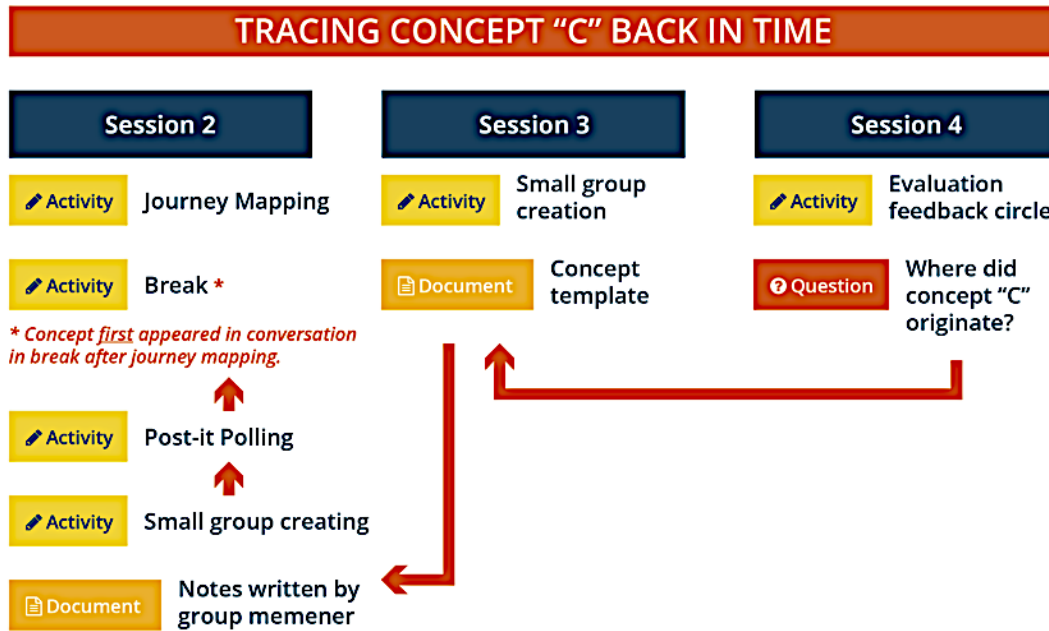 TRACING CONCEPT “C” BACK IN TIME
Session 2
Activity Journey Mapping
Activity Break *
* Concept first appeared in conversation
in break after journey mapping.
Activity Post-it Polling
Activity Small group creating
Document Notes written by
group memener
Session 3
Activity Small group
creation
Document Concept
template
Session 4
Activity Evaluation
feedback circle
Question Where did
concept “C”
originate?